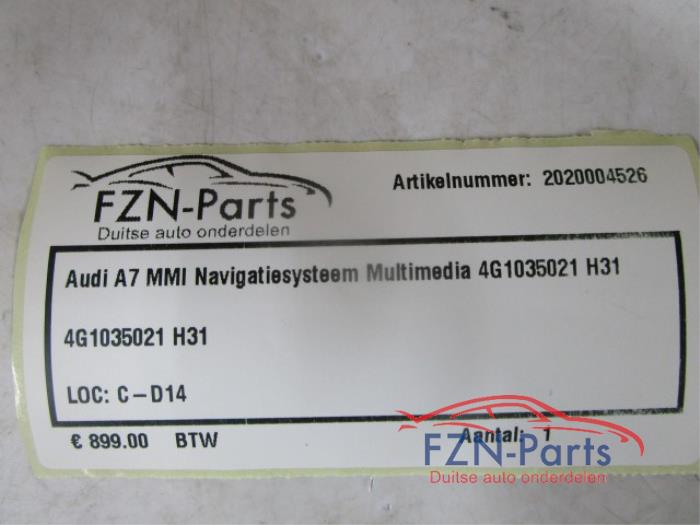 FZN-Parts
Duitse auto onderdelen
Artikelnummer: 2020004526
Audi A7 MMI Navigatiesysteem Multimedia 4G1035021 H31
4G1035021 H31
LOC: C-D14
€ 899.00 BTW
Aantal: 1
FZN-Parts
Duitse auto onderdelen